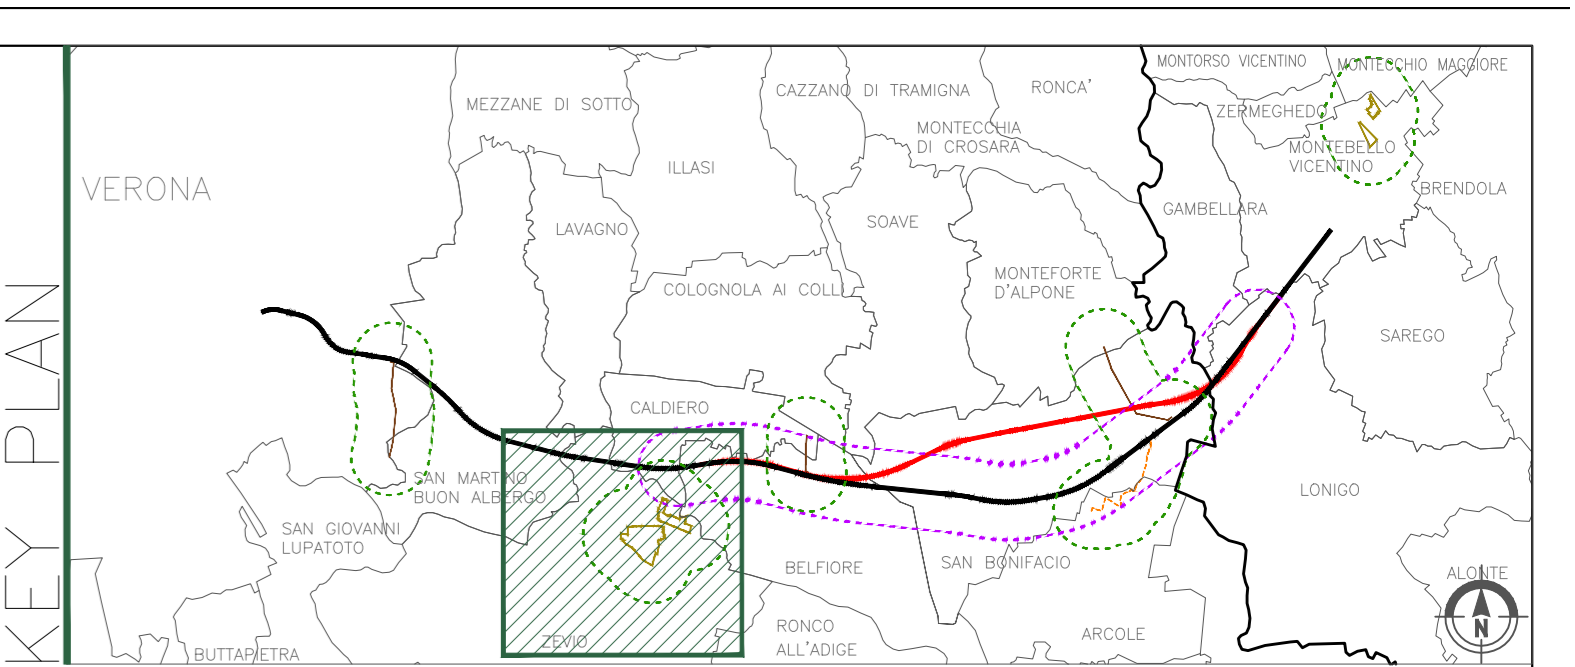 KEY PLAN
MONTORSO VICENTINO
MONTECCHIO MAGGIORE
MEZZANE DI SOTTO
CAZZANO DI TRAMIGNA
RONCA'
ZERMEGHEDO
MONTECCHIA
DI CROSARA
MONTEBELLO
VICENTINO
ILLASI
VERONA
BRENDOLA
GAMBELLARA
SOAVE
LAVAGNO
MONTEFORTE
D'ALPONE
COLOGNOLA AI COLLI
SAREGO
CALDIERO
SAN MARTINO
BUON ALBERGO
LONIGO
SAN GIOVANNI
LUPATOTO
SAN BONIFACIO
BELFIORE
ALONTE
RONCO
ALL'ADIGE
ARCOLE
ZEVIO
BUTTAPIETRA
N